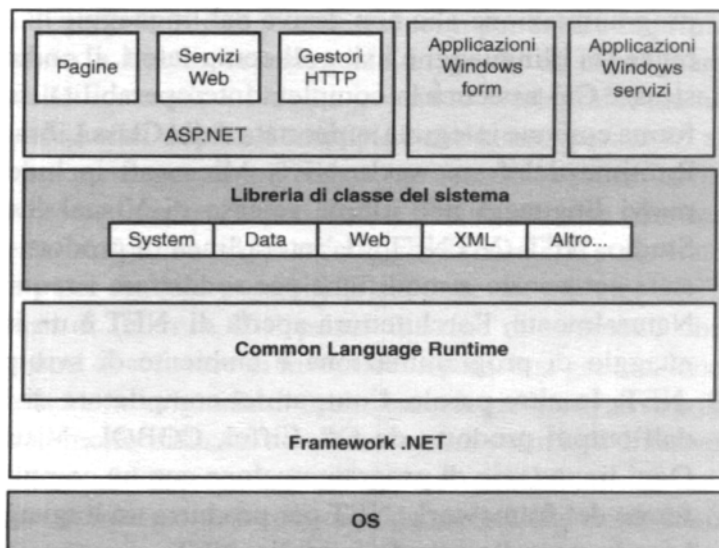 Pagine
Servizi
Web
Gestori
HTTP
ASP.NET
Applicazioni
Windows
form
Applicazioni
Windows
servizi
Libreria di classe del sistema
System
Data
Web
XML
Altro...
Common Language Runtime
Framework .NET
OS